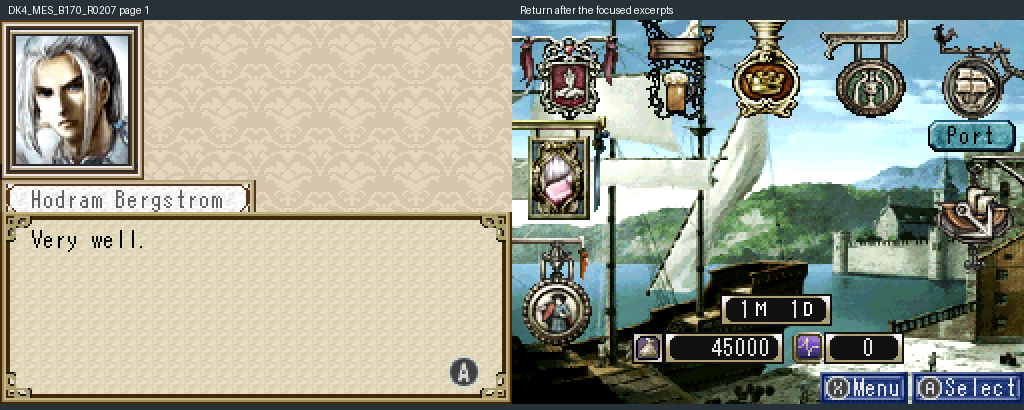 DK4_MES_B170_R0207 page 1
Return after the focused excerpts
Hodram Bergstrom
Very well.
A
Port
1M 1D
45000
0
X Menu
A Select